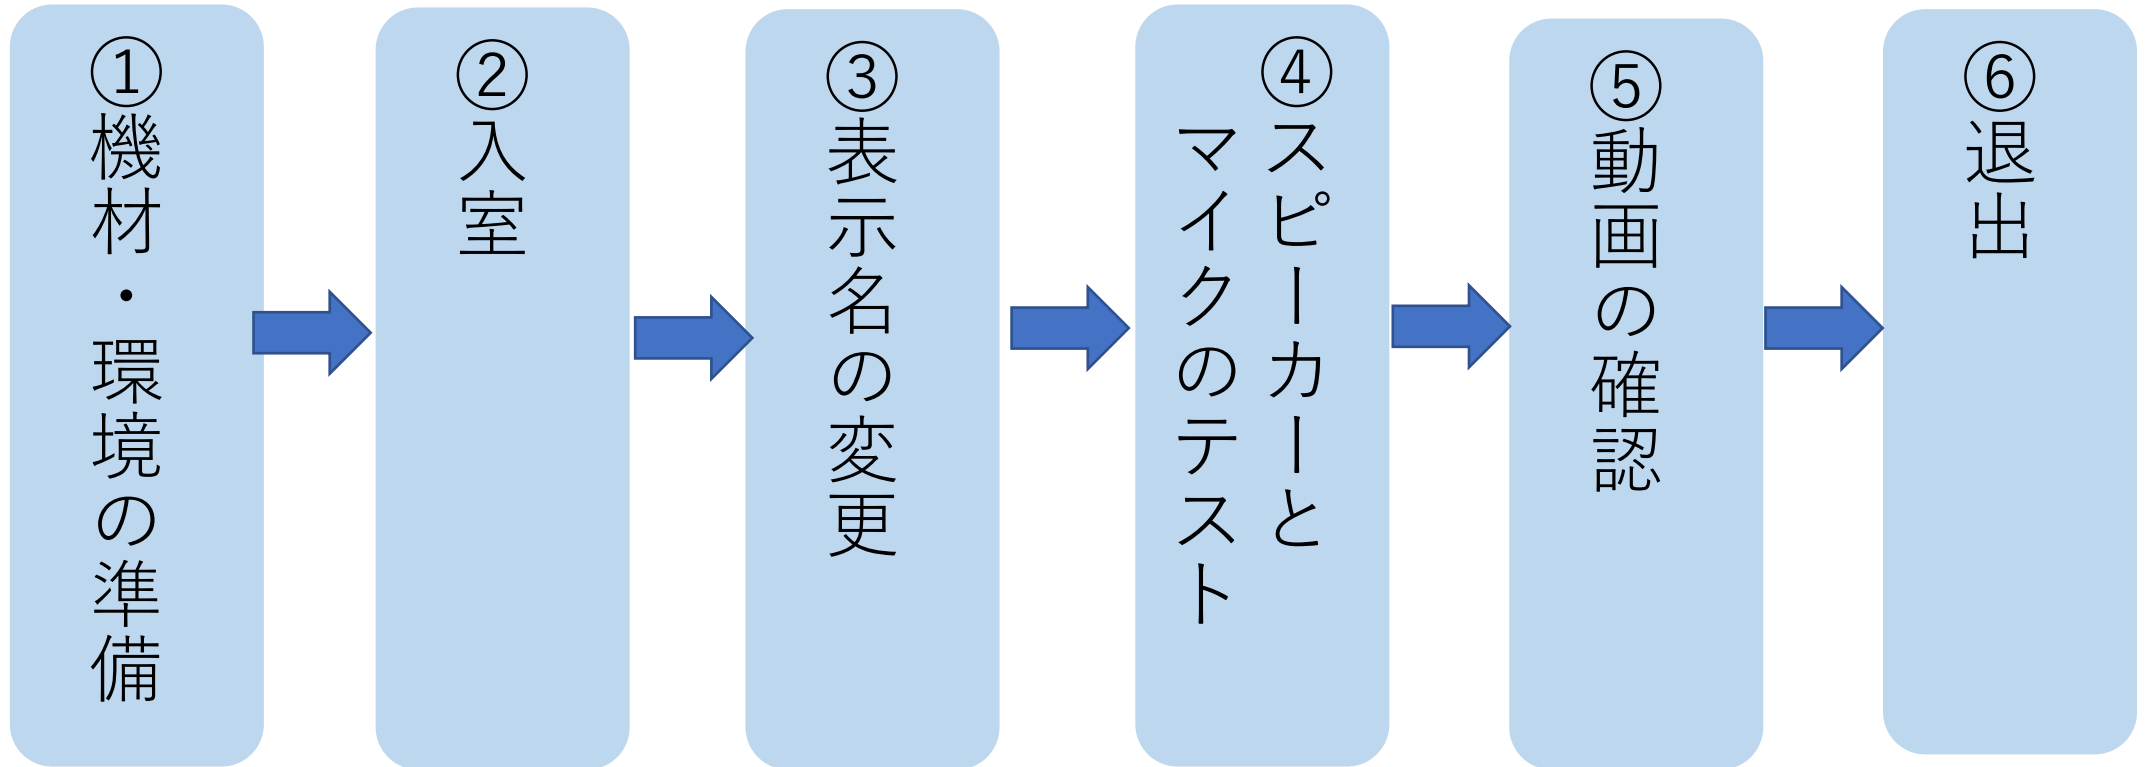 ①機材・環境の準備
②入室
③表示名の変更
④スピーカーと
マイクのテスト
⑤動画の確認
⑥退出